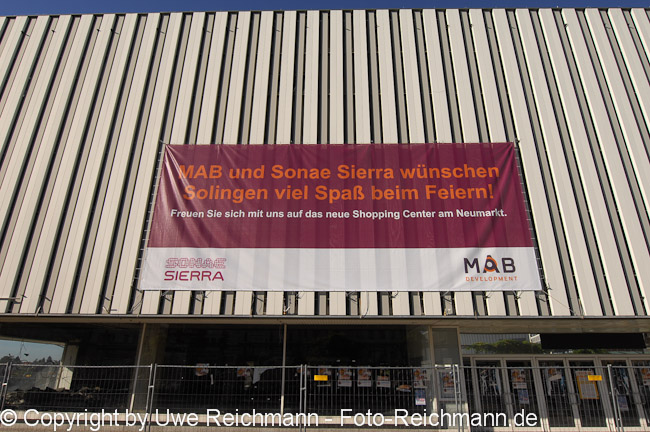 MAB und Sonae Sierra wünschen
Solingen viel Spaß beim Feiern!
Freuen Sie sich mit uns auf das neue Shopping Center am Neumarkt.
SONAE
SIERRA
MAB
DEVELOPMENT
© Copyright by Uwe Reichmann - Foto-Reichmann.de